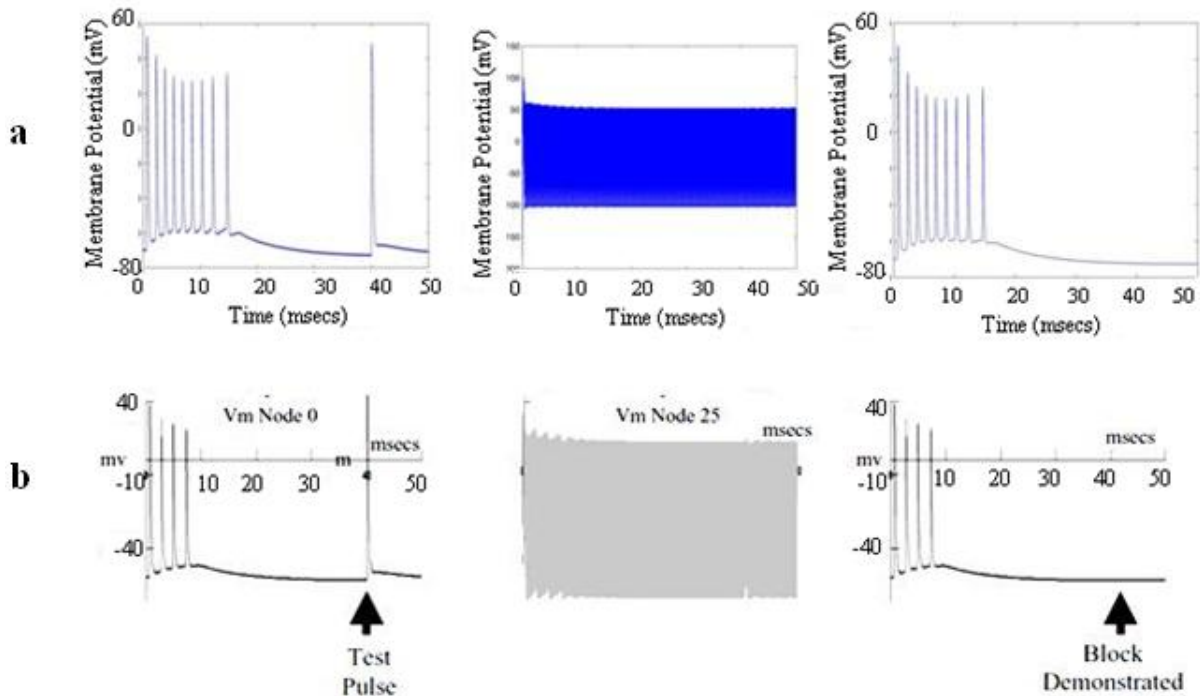 a
Membrane Potential (mV)
60
0
-80
0 10 20 30 40 50
Time (msecs)
Membrane Potential (mV)
0 10 20 30 40 50
Time (msecs)
Membrane Potential (mV)
60
0
-80
0 10 20 30 40 50
Time (msecs)
b
40
Vm Node 0
msecs
mv
m
-10 10 20 30 50
-40
Test
Pulse
Vm Node 25
msecs
40
msecs
mv
-10 10 20 30 40 50
-40
Block
Demonstrated